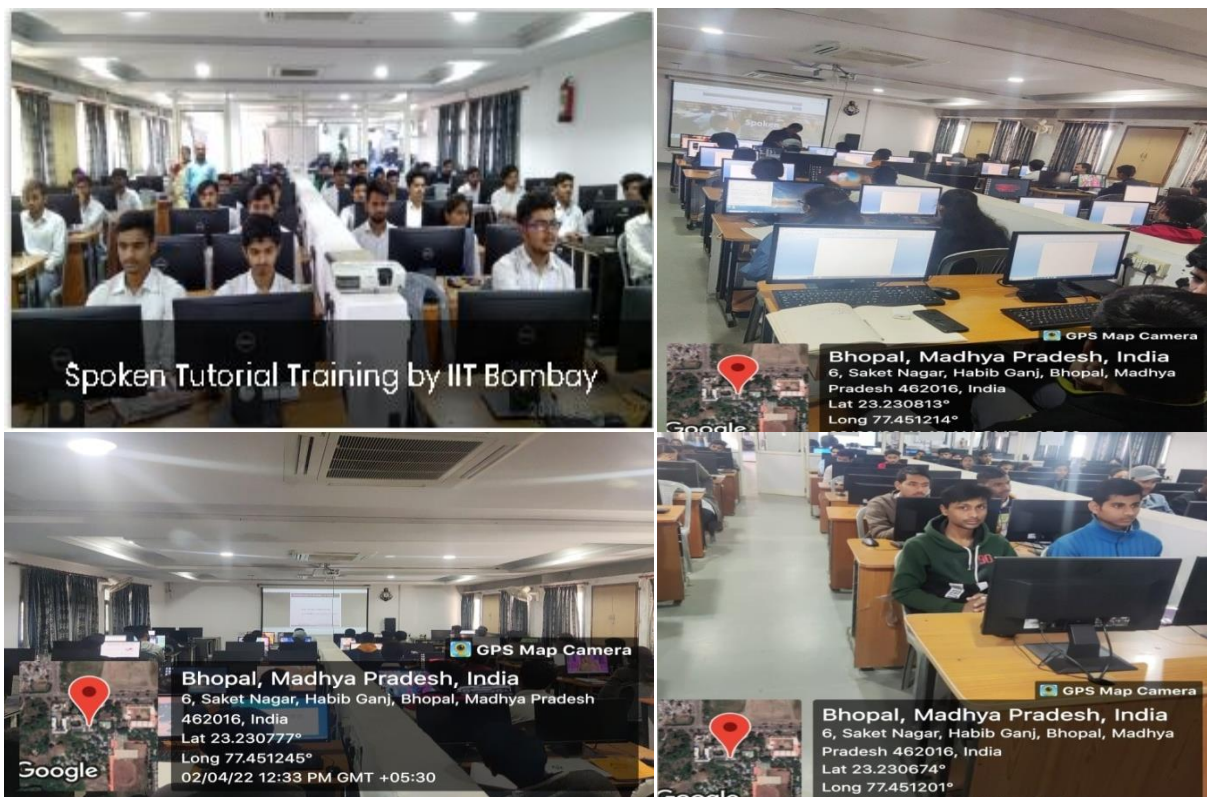 Spoken Tutorial Training by IIT Bombay
Spoken
GPS Map Camera
Bhopal, Madhya Pradesh, India
6, Saket Nagar, Habib Ganj, Bhopal, Madhya
Pradesh 462016, India
Lat 23.230813°
Long 77.451214°
Google
GPS Map Camera
Bhopal, Madhya Pradesh, India
6, Saket Nagar, Habib Ganj, Bhopal, Madhya Pradesh
462016, India
Lat 23.230777°
Long 77.451245°
02/04/22 12:33 PM GMT +05:30
Google
GPS Map Camera
Bhopal, Madhya Pradesh, India
6, Saket Nagar, Habib Ganj, Bhopal, Madhya
Pradesh 462016, India
Lat 23.230674°
Long 77.451201°
Google